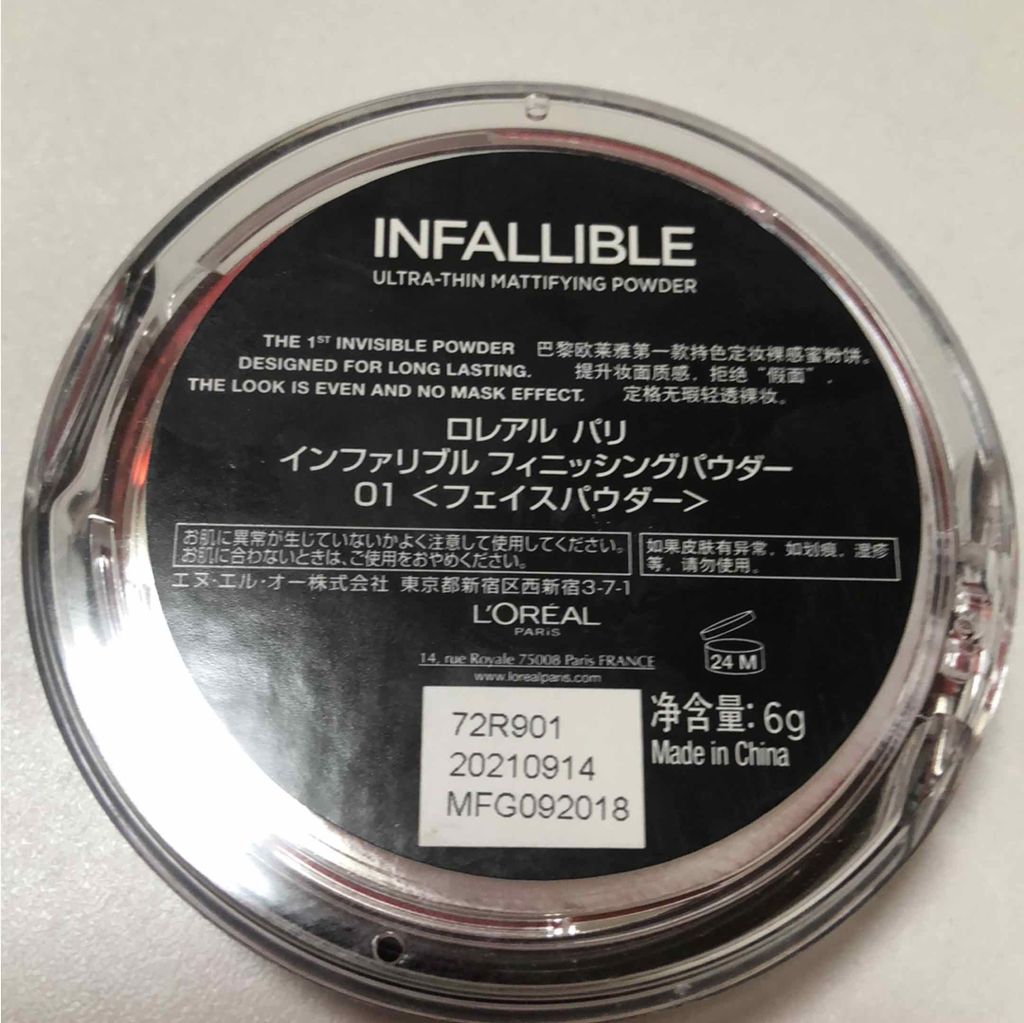 INFALLIBLE
ULTRA-THIN MATTIFYING POWDER
THE 1ST INVISIBLE POWDER 巴黎欧莱雅第一款持色定妆裸感蜜粉饼。
DESIGNED FOR LONG LASTING. 提升妆面质感，拒绝“假面”，
THE LOOK IS EVEN AND NO MASK EFFECT. 定格无瑕轻透裸妆。
ロレアル パリ
インファリブル フィニッシングパウダー
01 <フェイスパウダー>
お肌に異常が生じていないかよく注意して使用してください。
お肌に合わないときは、ご使用をおやめください。
如果皮肤有异常，如划痕，湿疹
等，请勿使用。
エヌ・エル・オー株式会社 東京都新宿区西新宿3-7-1
L'ORÉAL
PARIS
24 M
14, rue Royale 75008 Paris FRANCE
www.lorealparis.com
72R901
20210914
MFG092018
净含量: 6g
Made in China